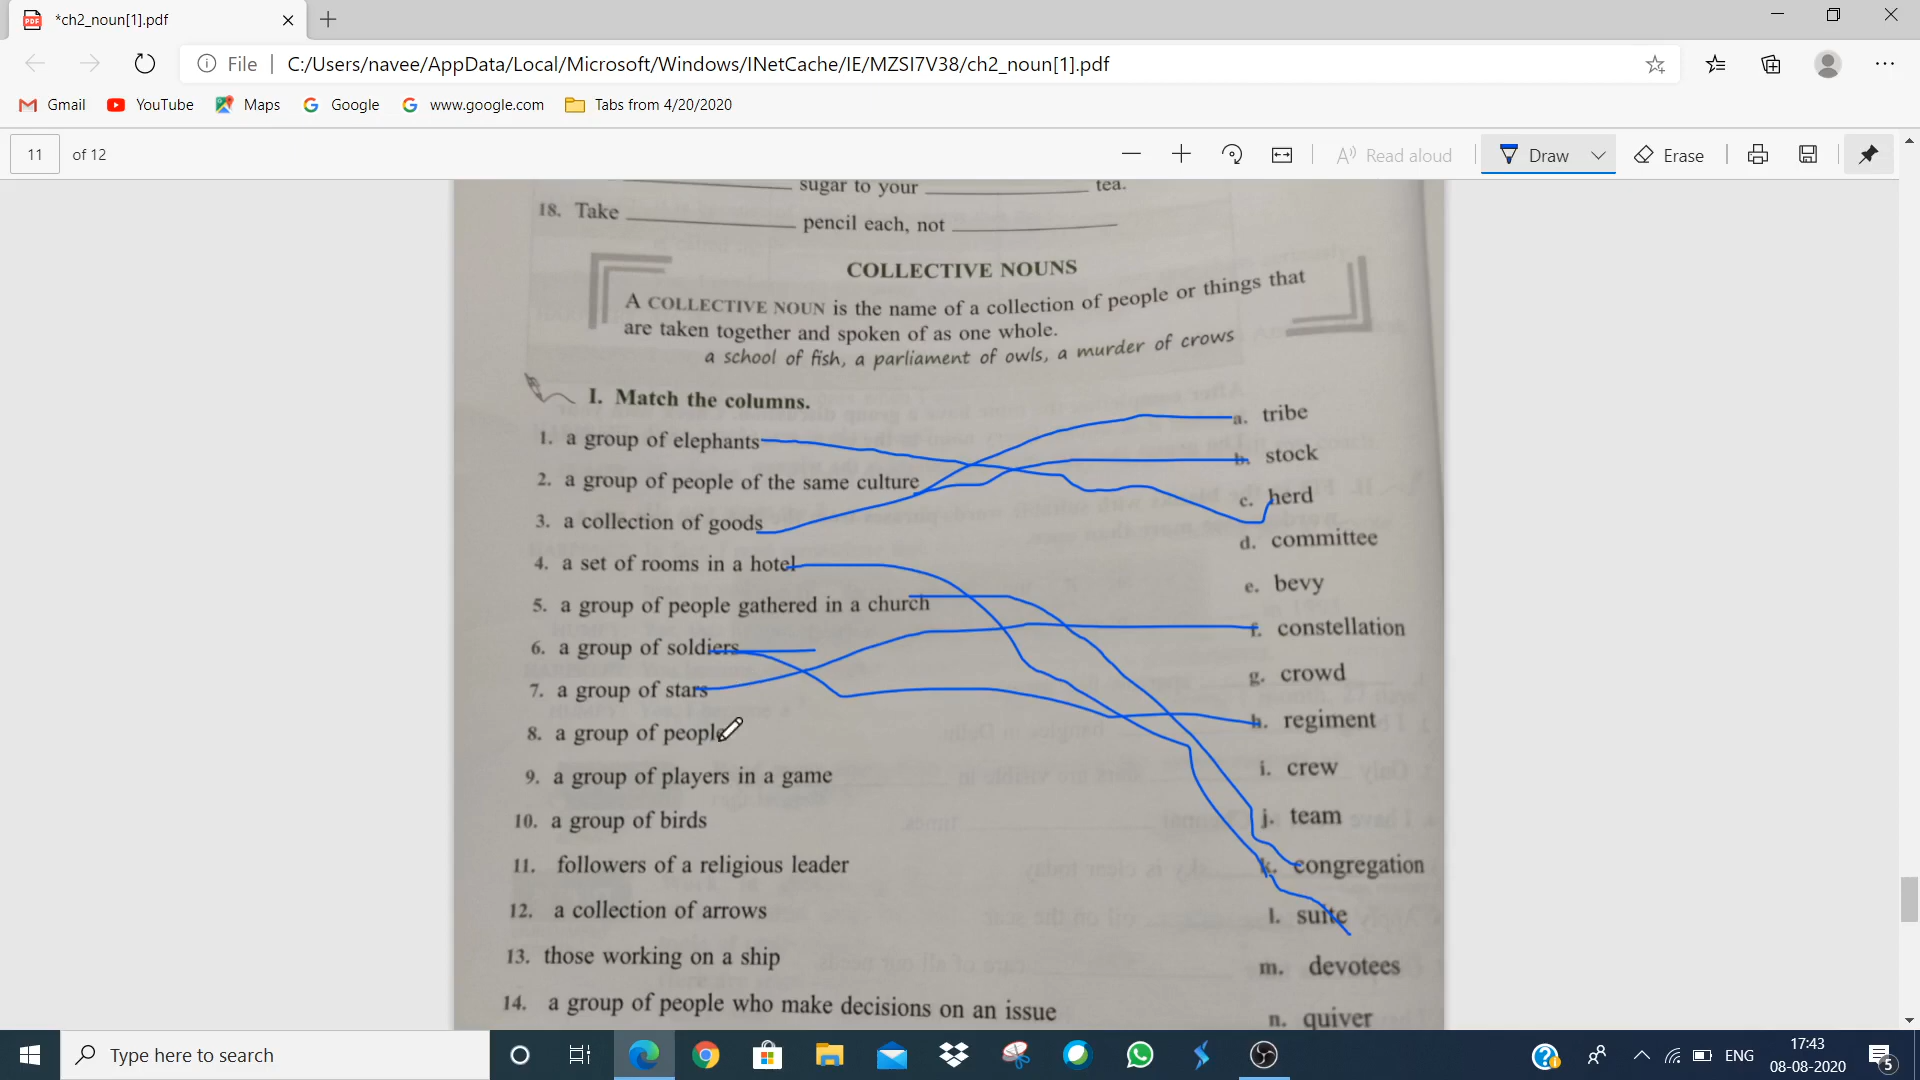 *ch2_noun[1].pdf
File C:/Users/navee/AppData/Local/Microsoft/Windows/INetCache/IE/MZSI7V38/ch2_noun[1].pdf
Gmail YouTube Maps Google www.google.com Tabs from 4/20/2020
11 of 12 Read aloud Draw Erase
sugar to your tea.
18. Take pencil each, not
COLLECTIVE NOUNS
A COLLECTIVE NOUN is the name of a collection of people or things that
are taken together and spoken of as one whole.
a school of fish, a parliament of owls, a murder of crows
I. Match the columns.
1. a group of elephants
2. a group of people of the same culture
3. a collection of goods
4. a set of rooms in a hotel
5. a group of people gathered in a church
6. a group of soldiers
7. a group of stars
8. a group of people
9. a group of players in a game
10. a group of birds
11. followers of a religious leader
12. a collection of arrows
13. those working on a ship
14. a group of people who make decisions on an issue
a. tribe
b. stock
c. herd
d. committee
e. bevy
f. constellation
g. crowd
h. regiment
i. crew
j. team
k. congregation
l. suite
m. devotees
n. quiver
Type here to search
ENG
17:43
08-08-2020
5